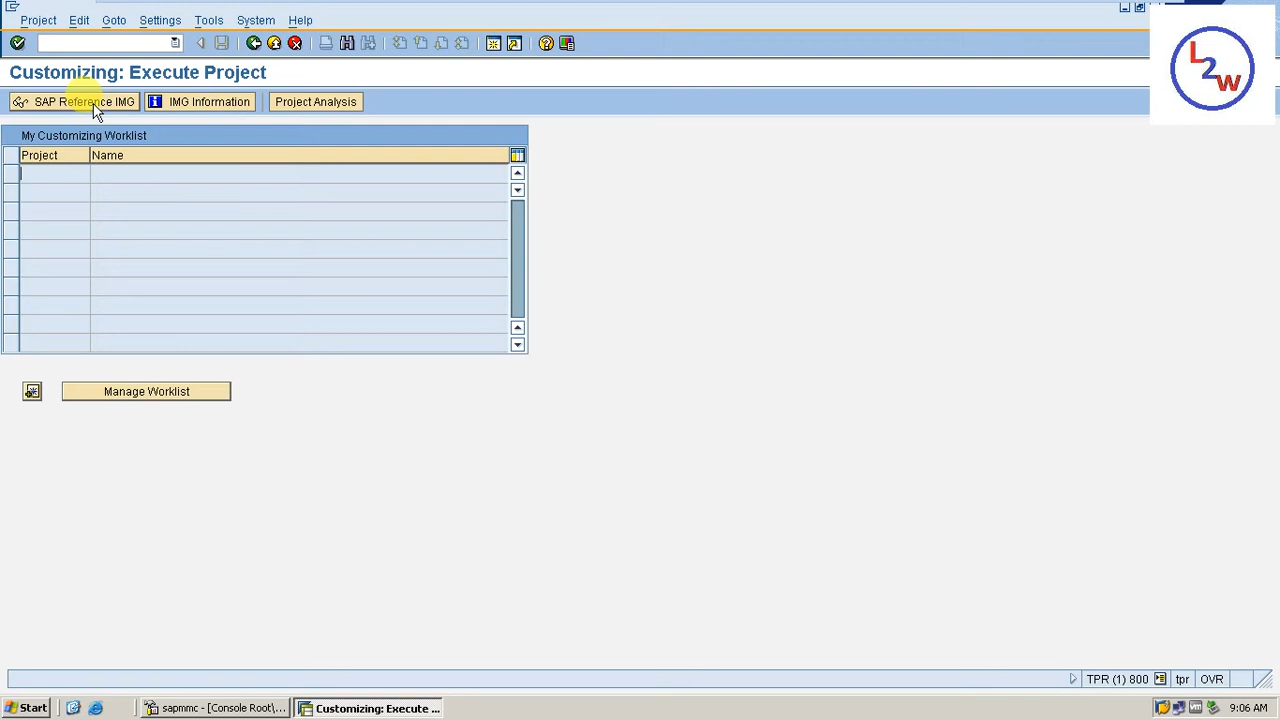 Project Edit Goto Settings Tools System Help
Customizing: Execute Project
SAP Reference IMG IMG Information Project Analysis
My Customizing Worklist
Project Name
Manage Worklist
TPR (1) 800 tpr OVR
Start sapmmc - [Console Root\... Customizing: Execute ... vm 9:06 AM
L2W